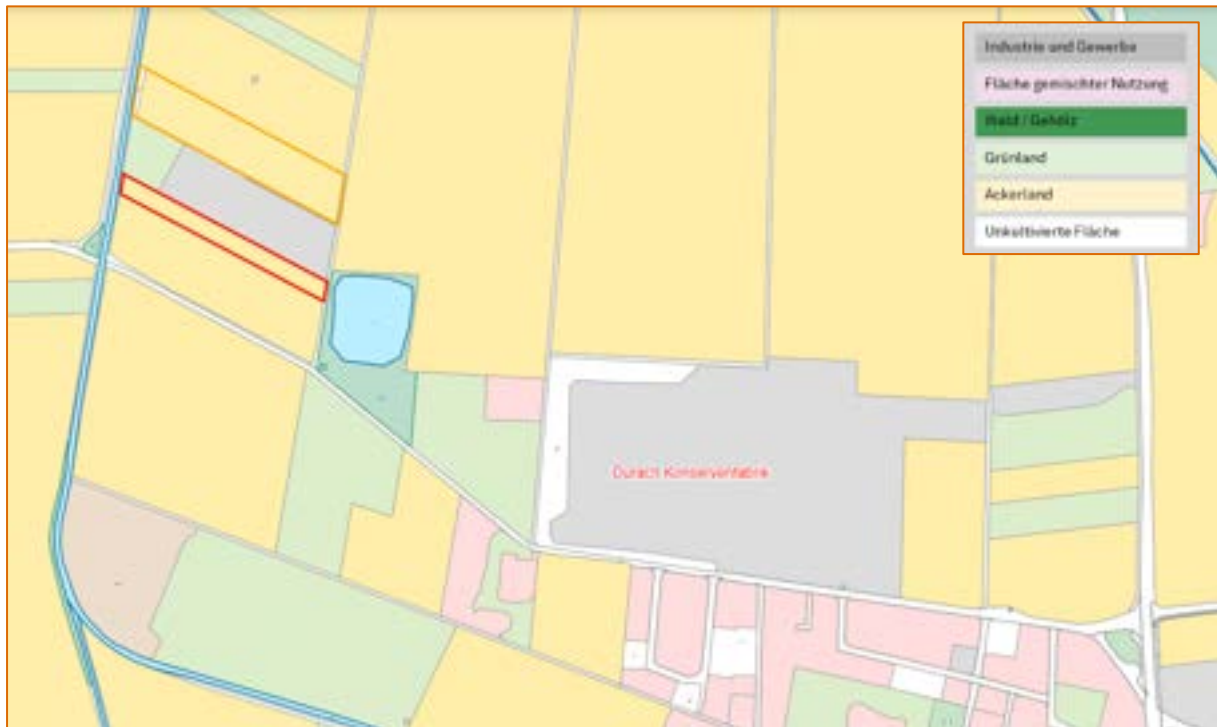 Industrie und Gewerbe
Fläche gemischter Nutzung
Wald / Gehölz
Grünland
Ackerland
Unkultivierte Fläche
Durach Konservenfabrik